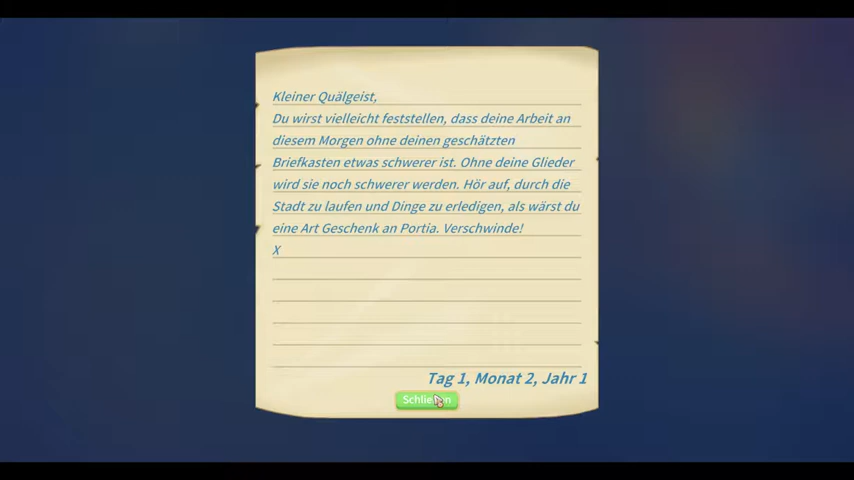 Kleiner Quälgeist,
Du wirst vielleicht feststellen, dass deine Arbeit an
diesem Morgen ohne deinen geschätzten
Briefkasten etwas schwerer ist. Ohne deine Glieder
wird sie noch schwerer werden. Hör auf, durch die
Stadt zu laufen und Dinge zu erledigen, als wärst du
eine Art Geschenk an Portia. Verschwinde!
X
Tag 1, Monat 2, Jahr 1
Schließen